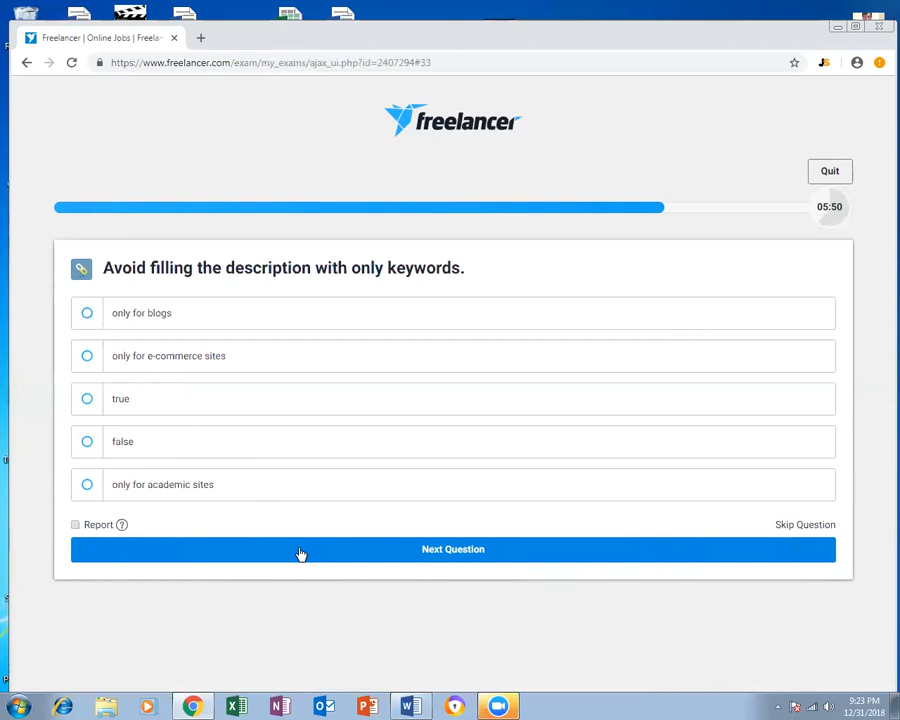 Freelancer | Online Jobs | Freelan
https://www.freelancer.com/exam/my_exams/ajax_ui.php?id=2407294#33
JS
freelancer
Quit
05:50
Avoid filling the description with only keywords.
only for blogs
only for e-commerce sites
true
false
only for academic sites
Report ?
Skip Question
Next Question
9:23 PM
12/31/2018